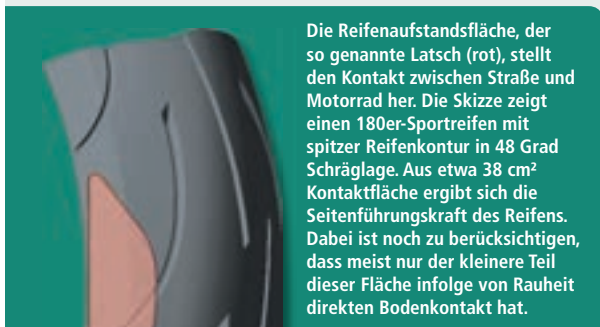 Die Reifenaufstandsfläche, der
so genannte Latsch (rot), stellt
den Kontakt zwischen Straße und
Motorrad her. Die Skizze zeigt
einen 180er-Sportreifen mit
spitzer Reifenkontur in 48 Grad
Schräglage. Aus etwa 38 cm²
Kontaktfläche ergibt sich die
Seitenführungskraft des Reifens.
Dabei ist noch zu berücksichtigen,
dass meist nur der kleinere Teil
dieser Fläche infolge von Rauheit
direkten Bodenkontakt hat.